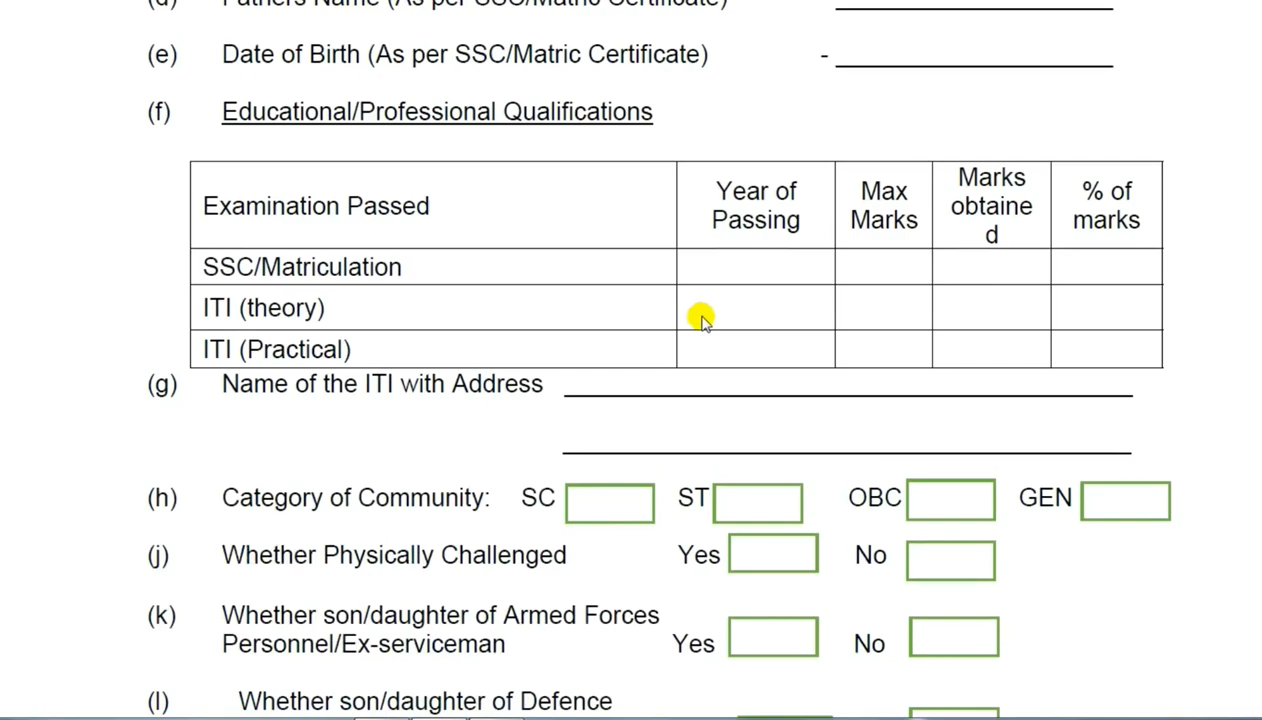 (d) Fathers Name (As per SSC/Matric Certificate)
(e) Date of Birth (As per SSC/Matric Certificate) -
(f) Educational/Professional Qualifications
Examination Passed
Year of
Passing
Max
Marks
Marks
obtaine
d
% of
marks
SSC/Matriculation
ITI (theory)
ITI (Practical)
(g) Name of the ITI with Address
(h) Category of Community: SC ST OBC GEN
(j) Whether Physically Challenged Yes No
(k) Whether son/daughter of Armed Forces
Personnel/Ex-serviceman Yes No
(l) Whether son/daughter of Defence